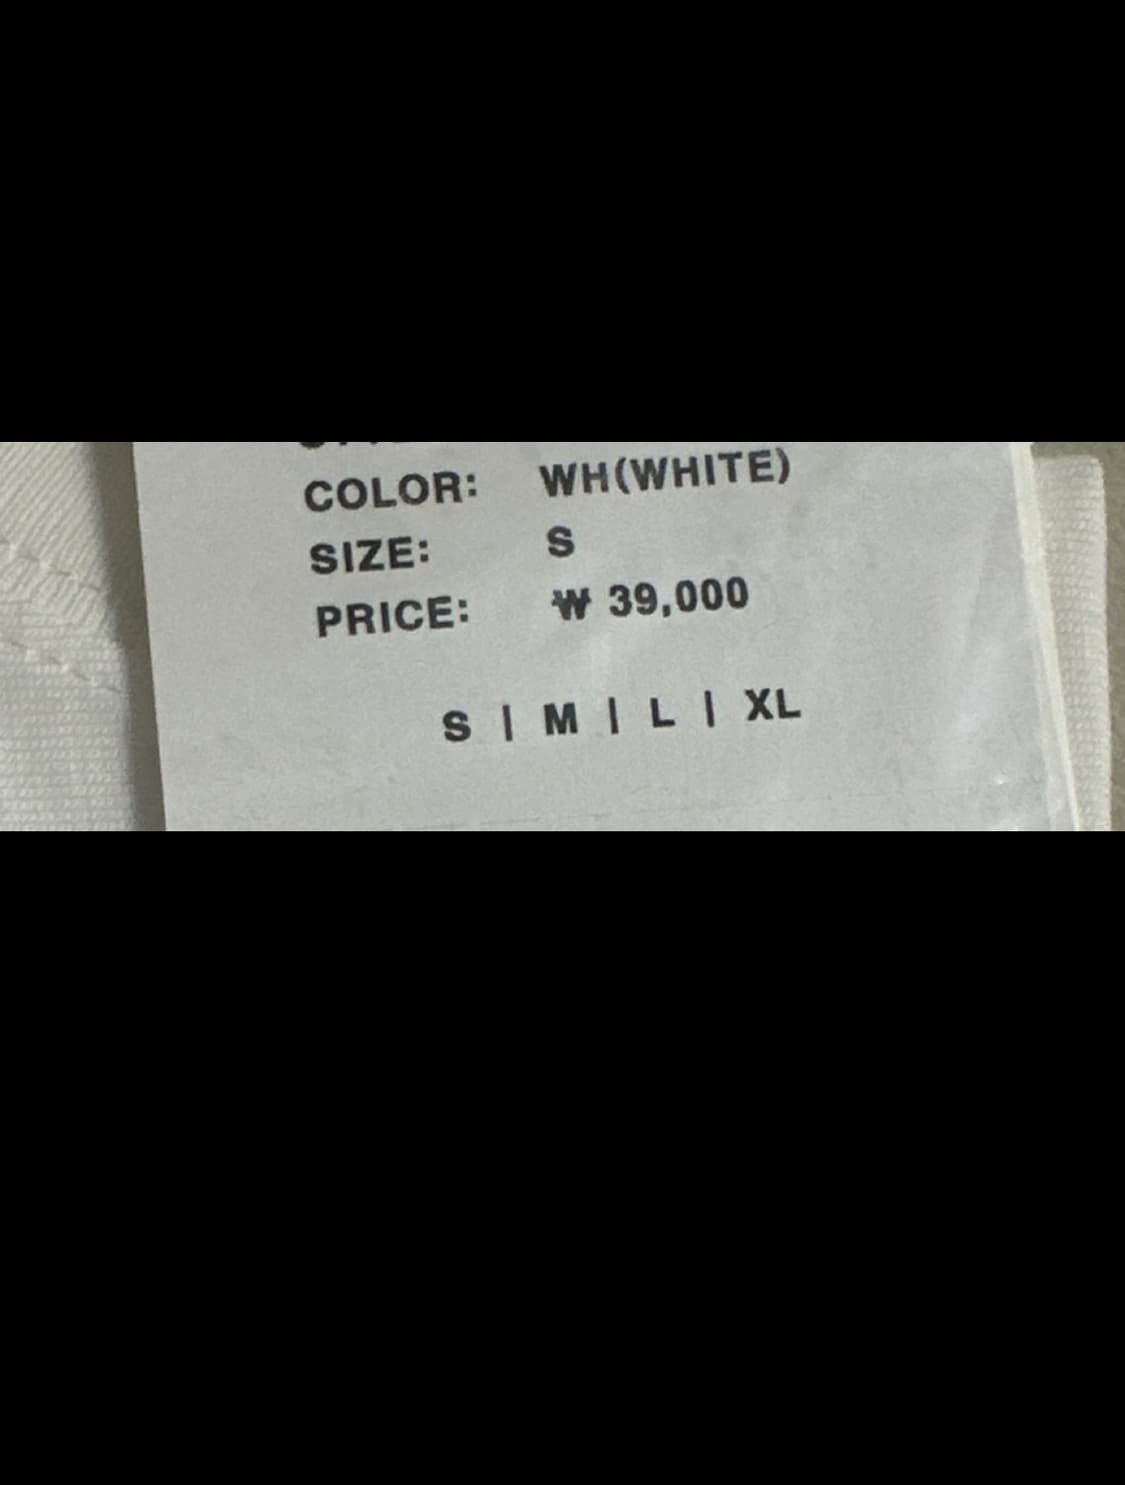 COLOR: WH(WHITE)
SIZE: S
PRICE: ₩ 39,000
S | M | L | XL